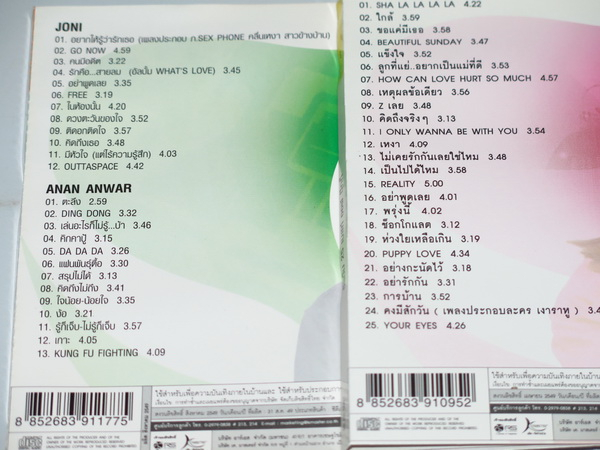 JONI
01. อยากให้รู้ว่ารักเธอ (เพลงประกอบ ภ.SEX PHONE คลื่นเหงา สาวข้างบ้าน)
02. GO NOW 4.59
03. คนมีอดีต 3.22
04. รักคือ...สายลม (อัลบั้ม WHAT'S LOVE) 3.45
05. อย่าพูดเลย 3.35
06. FREE 3.19
07. ในห้องนั้น 4.20
08. ดวงตะวันของใจ 3.52
09. ติดอกติดใจ 3.57
10. คิดถึงเธอ 3.48
11. มีหัวใจ (แต่ไร้ความรู้สึก) 4.03
12. OUTTASPACE 4.42
ANAN ANWAR
01. ตะลึง 2.59
02. DING DONG 3.32
03. เล่นอะไรก็ไม่รู้...บ้า 3.46
04. คิกคาปู้ 3.15
05. DA DA DA 3.26
06. แฟนพันธุ์ดื้อ 3.30
07. สรุปไม่ได้ 3.13
08. คิดถึงไม่ถึง 3.41
09. ใจน้อย-น้อยใจ 3.35
10. ง้อ 3.21
11. รู้ก็เจ็บ-ไม่รู้ก็เจ็บ 3.57
12. เกาะ 4.05
13. KUNG FU FIGHTING 4.09
8 852683 911775
01. SHA LA LA LA LA 4.22
02. ใกล้ 3.59
03. ขอแค่มีเธอ 3.58
04. BEAUTIFUL SUNDAY 3.47
05. แข็งใจ 3.52
06. ลูกที่แย่..อยากเป็นแม่ที่ดี 3.53
07. HOW CAN LOVE HURT SO MUCH 4.57
08. เหตุผลข้อเดียว 3.56
09. Z เลย 3.48
10. คิดถึงจริงๆ 4.13
11. I ONLY WANNA BE WITH YOU 3.54
12. เหงา 4.09
13. ไม่เคยรักกันเลยใช่ไหม 3.48
14. เป็นไปได้ไหม 3.58
15. REALITY 5.00
16. อย่าพูดเลย 4.01
17. พรุ่งนี้ 4.02
18. ช็อกโกแลต 3.12
19. ห่วงใยเหลือเกิน 3.19
20. PUPPY LOVE 4.34
21. อย่างกะนัดไว้ 3.18
22. อย่ารักกัน 3.31
23. การบ้าน 3.52
24. คงมีสักวัน ( เพลงประกอบละคร เงาราหู )
25. YOUR EYES 4.26
8 852683 910952